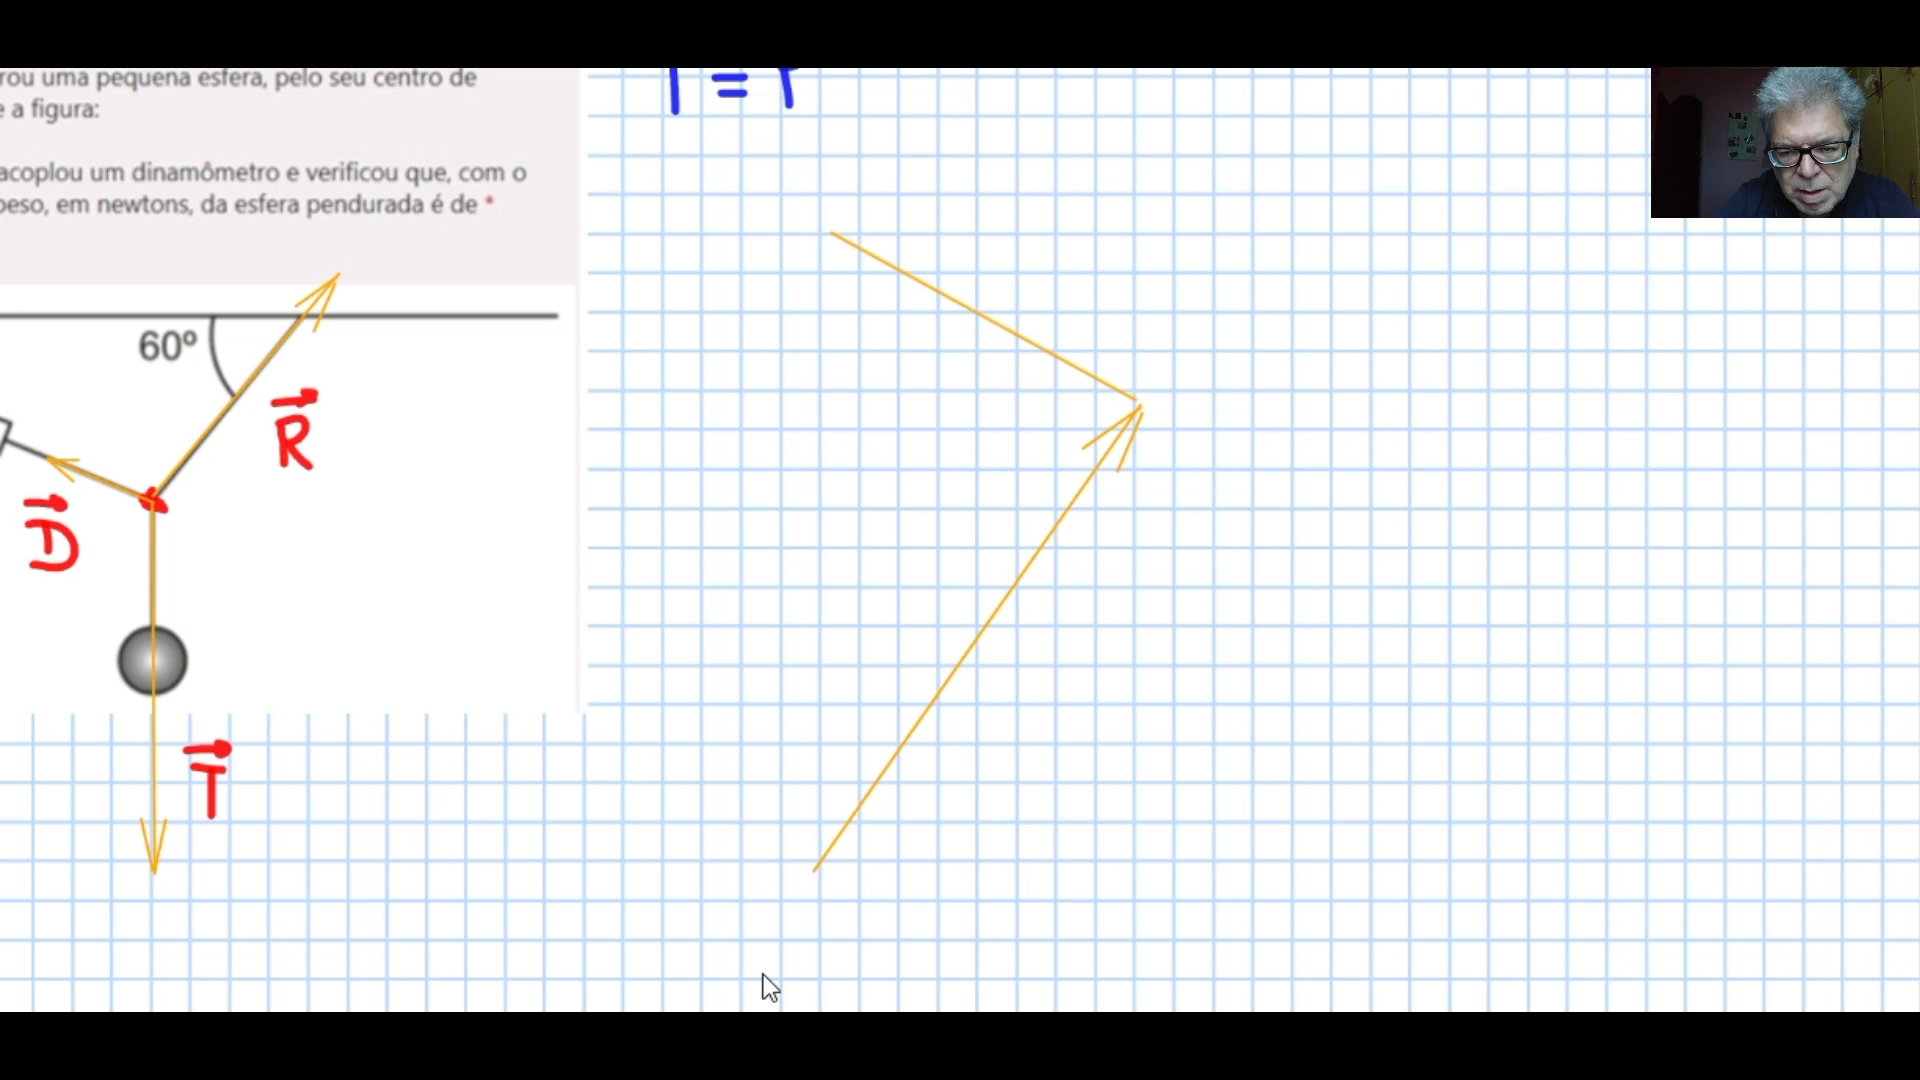 rou uma pequena esfera, pelo seu centro de
e a figura:
acoplou um dinamômetro e verificou que, com o
peso, em newtons, da esfera pendurada é de *
60º
R
D
T